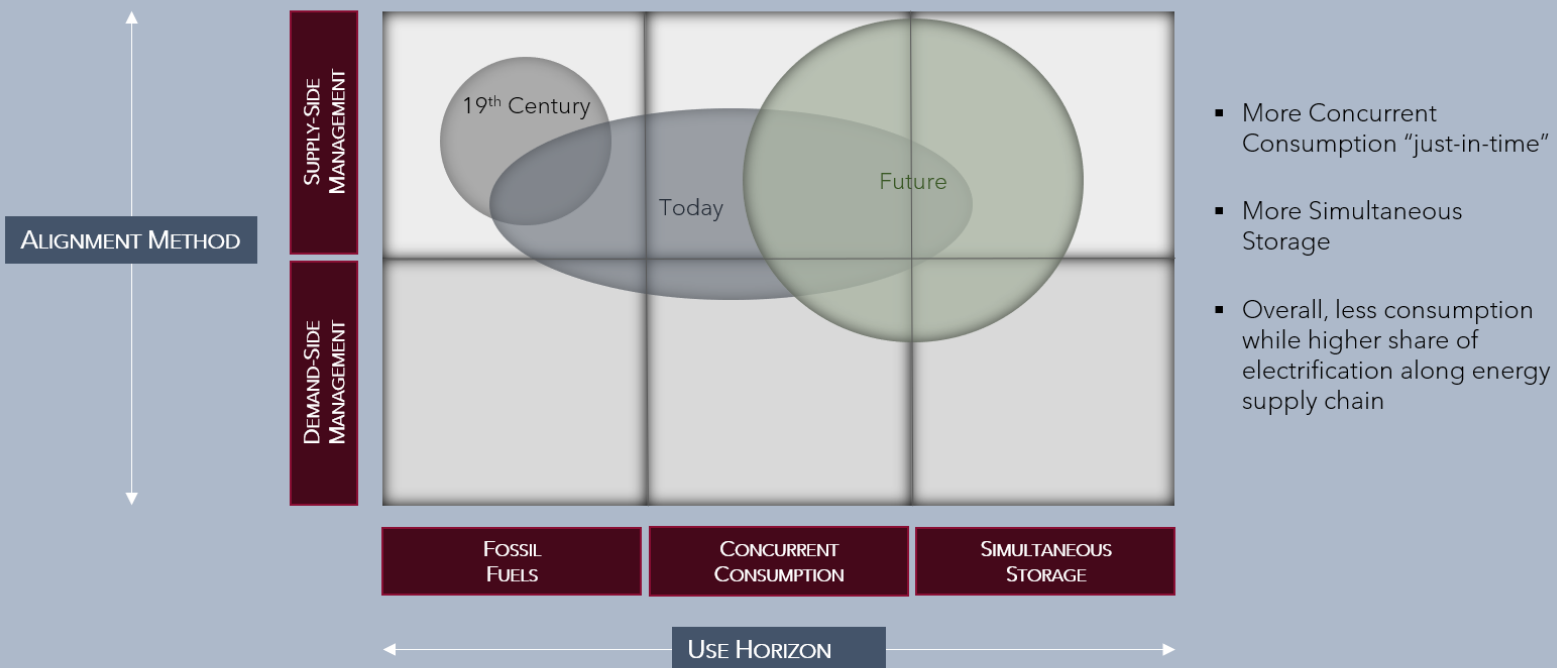 ALIGNMENT METHOD
SUPPLY-SIDE
MANAGEMENT
DEMAND-SIDE
MANAGEMENT
19th Century
Today
Future
FOSSIL
FUELS
CONCURRENT
CONSUMPTION
SIMULTANEOUS
STORAGE
USE HORIZON
▪ More Concurrent
Consumption “just-in-time”
▪ More Simultaneous
Storage
▪ Overall, less consumption
while higher share of
electrification along energy
supply chain